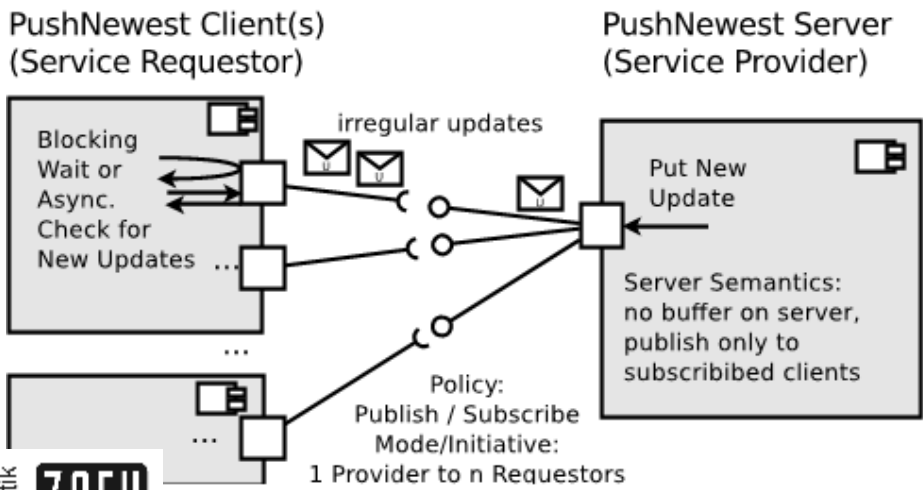 PushNewest Client(s)
(Service Requestor)
PushNewest Server
(Service Provider)
Blocking
Wait or
Async.
Check for
New Updates
...
...
...
irregular updates
U
U
U
Put New
Update
Server Semantics:
no buffer on server,
publish only to
subscribibed clients
Policy:
Publish / Subscribe
Mode/Initiative:
1 Provider to n Requestors
tik